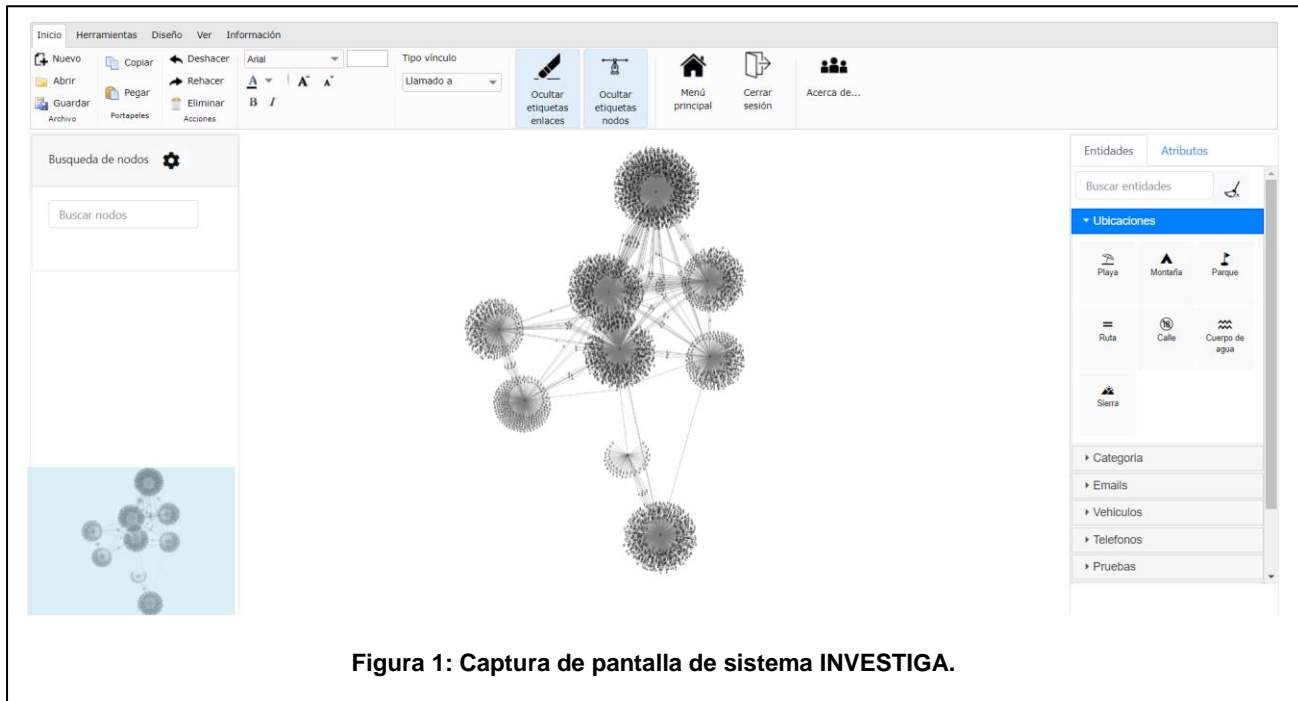 Inicio Herramientas Diseño Ver Información
Nuevo
Abrir
Guardar
Archivo
Copiar
Pegar
Portapeles
Deshacer
Rehacer
Eliminar
Acciones
Arial
A A A
B I
Tipo vínculo
Llamado a
Ocultar
etiquetas
enlaces
Ocultar
etiquetas
nodos
Menú
principal
Cerrar
sesión
Acerca de...
Busqueda de nodos
Buscar nodos
Entidades Atributos
Buscar entidades
Ubicaciones
Playa Montaña Parque
Ruta Calle Cuerpo de
agua
Sierra
Categoria
Emails
Vehiculos
Telefonos
Pruebas
Figura 1: Captura de pantalla de sistema INVESTIGA.